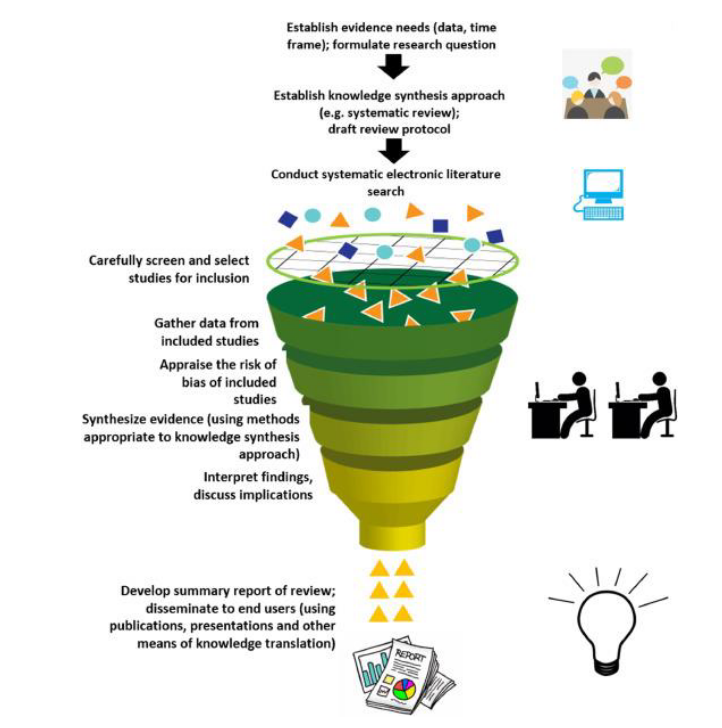 Establish evidence needs (data, time
frame); formulate research question
Establish knowledge synthesis approach
(e.g. systematic review);
draft review protocol
Conduct systematic electronic literature
search
Carefully screen and select
studies for inclusion
Gather data from
included studies
Appraise the risk of
bias of included
studies
Synthesize evidence (using methods
appropriate to knowledge synthesis
approach)
Interpret findings,
discuss implications
Develop summary report of review;
disseminate to end users (using
publications, presentations and other
means of knowledge translation)
REPORT